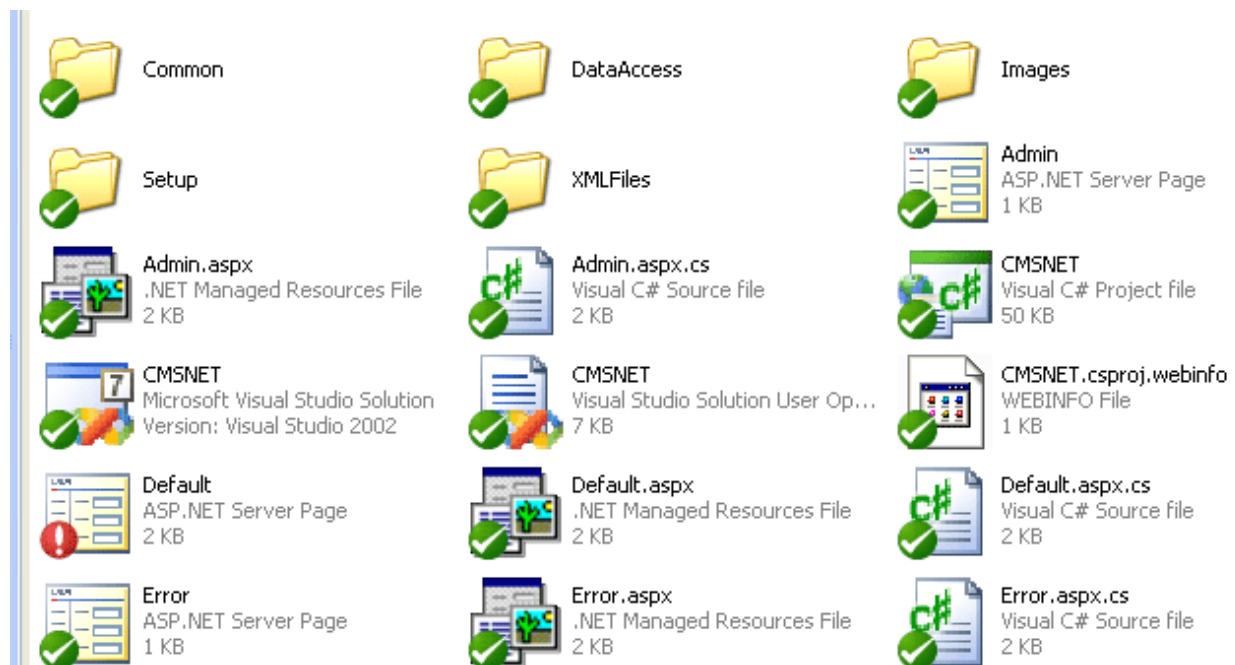 Common
DataAccess
Images
Setup
XMLFiles
Admin
ASP.NET Server Page
1 KB
Admin.aspx
.NET Managed Resources File
2 KB
Admin.aspx.cs
Visual C# Source file
2 KB
CMSNET
Visual C# Project file
50 KB
CMSNET
Microsoft Visual Studio Solution
Version: Visual Studio 2002
CMSNET
Visual Studio Solution User Op...
7 KB
CMSNET.csproj.webinfo
WEBINFO File
1 KB
Default
ASP.NET Server Page
2 KB
Default.aspx
.NET Managed Resources File
2 KB
Default.aspx.cs
Visual C# Source file
2 KB
Error
ASP.NET Server Page
1 KB
Error.aspx
.NET Managed Resources File
2 KB
Error.aspx.cs
Visual C# Source file
2 KB